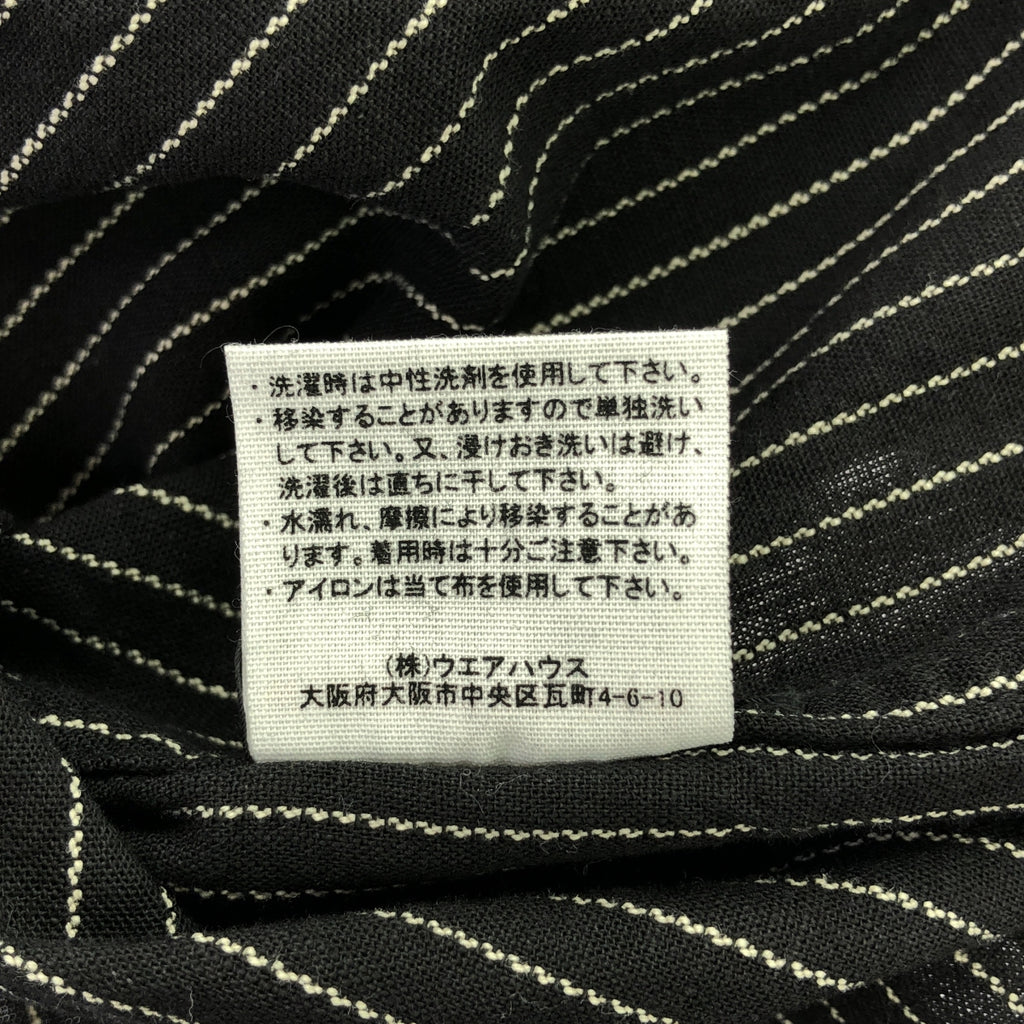 ・洗濯時は中性洗剤を使用して下さい。
・移染することがありますので単独洗い
して下さい。又、浸けおき洗いは避け、
洗濯後は直ちに干して下さい。
・水濡れ、摩擦により移染することがあ
ります。着用時は十分ご注意下さい。
・アイロンは当て布を使用して下さい。
(株)ウエアハウス
大阪府大阪市中央区瓦町4-6-10